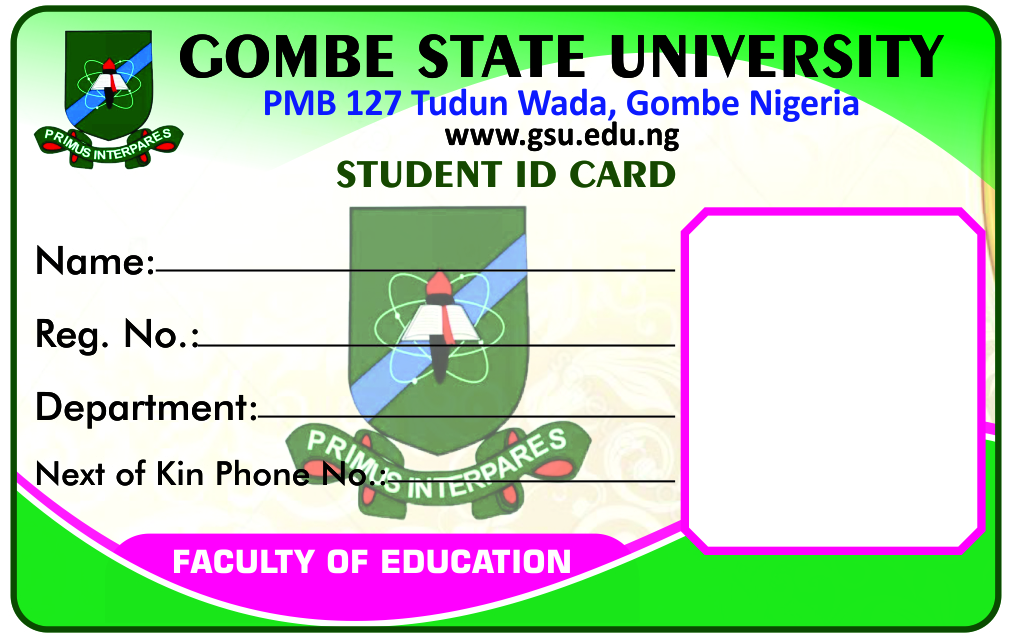 GOMBE STATE UNIVERSITY
PMB 127 Tudun Wada, Gombe Nigeria
www.gsu.edu.ng
PRIMUS INTERPARES
STUDENT ID CARD
Name:
Reg. No.:
Department:
PRIMUS INTERPARES
Next of Kin Phone No.:
FACULTY OF EDUCATION